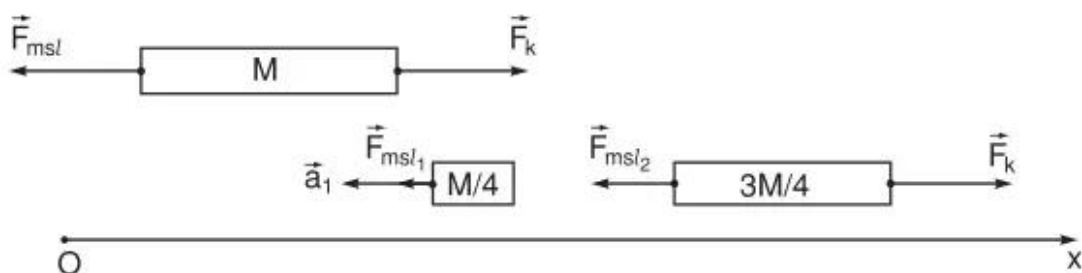 F⃗msl M F⃗k
a⃗1 F⃗msl1 M/4 F⃗msl2 3M/4 F⃗k
O x